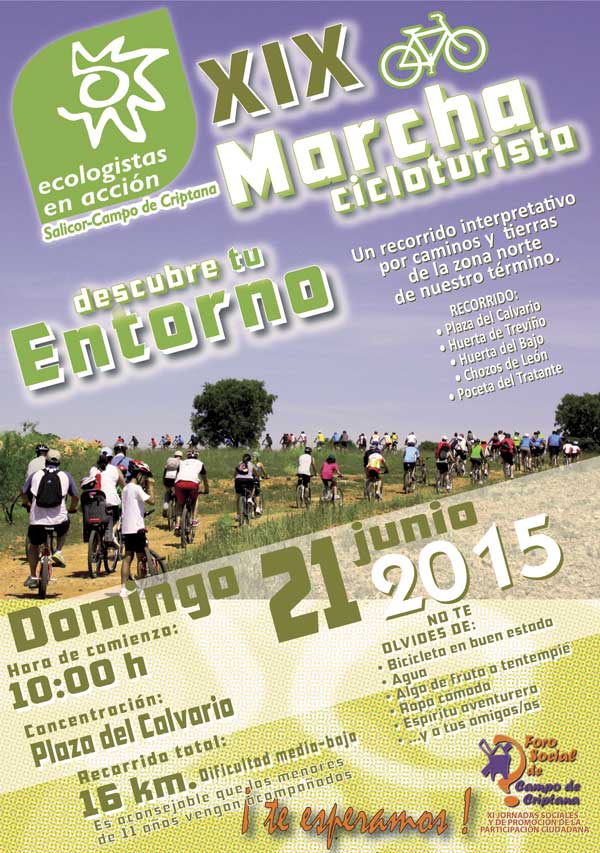 XIX
Marcha
cicloturista
ecologistas
en acción
Salicor-Campo de Criptana
descubre tu
Entorno
Un recorrido interpretativo
por caminos y tierras
de la zona norte
de nuestro término.
RECORRIDO:
• Plaza del Calvario
• Huerta de Treviño
• Huerta del Bajo
• Chozos de León
• Poceta del Tratante
Domingo 21 junio
2015
Hora de comienzo:
10:00 h
Concentración:
Plaza del Calvario
Recorrido total:
16 km. Dificultad media-baja
Es aconsejable que los menores
de 11 años vengan acompañados
NO TE
OLVIDES DE:
• Bicicleta en buen estado
• Agua
• Algo de fruta o tentempié
• Ropa cómoda
• Espíritu aventurero
• ...y a tus amigos/as
¡ te esperamos !
Foro
Social
de
Campo de
Criptana
XI JORNADAS SOCIALES
Y DE PROMOCIÓN DE LA
PARTICIPACIÓN CIUDADANA